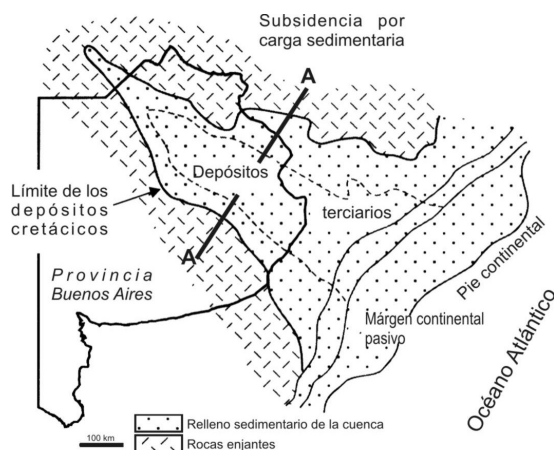 Subsidencia por
carga sedimentaria
A
Depósitos
Límite de los
depósitos
cretácicos
terciarios
A
Provincia
Buenos Aires
Pie continental
Márgen continental
pasivo
Océano Atlántico
Relleno sedimentario de la cuenca
100 km
Rocas enjantes